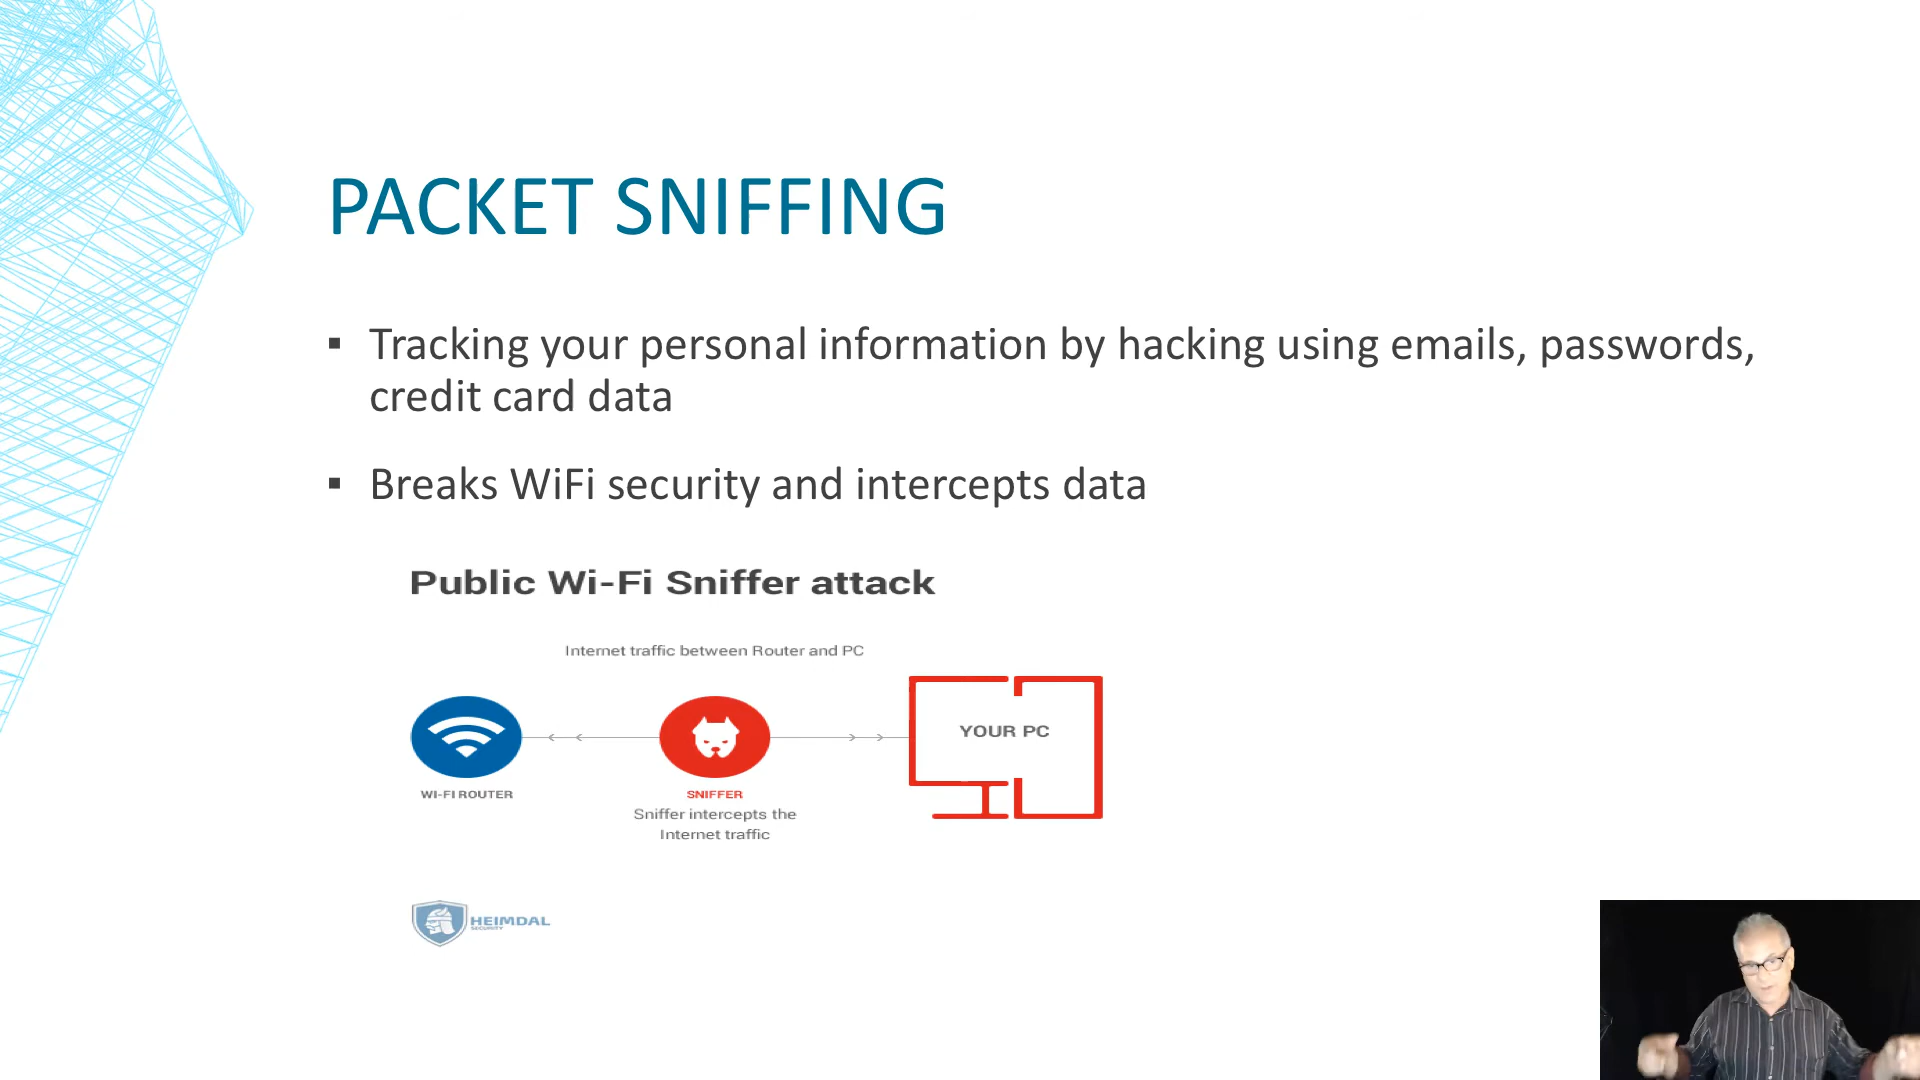 PACKET SNIFFING
▪ Tracking your personal information by hacking using emails, passwords,
credit card data
▪ Breaks WiFi security and intercepts data
Public Wi-Fi Sniffer attack
Internet traffic between Router and PC
YOUR PC
WI-FI ROUTER
SNIFFER
Sniffer intercepts the
Internet traffic
HEIMDAL
SECURITY